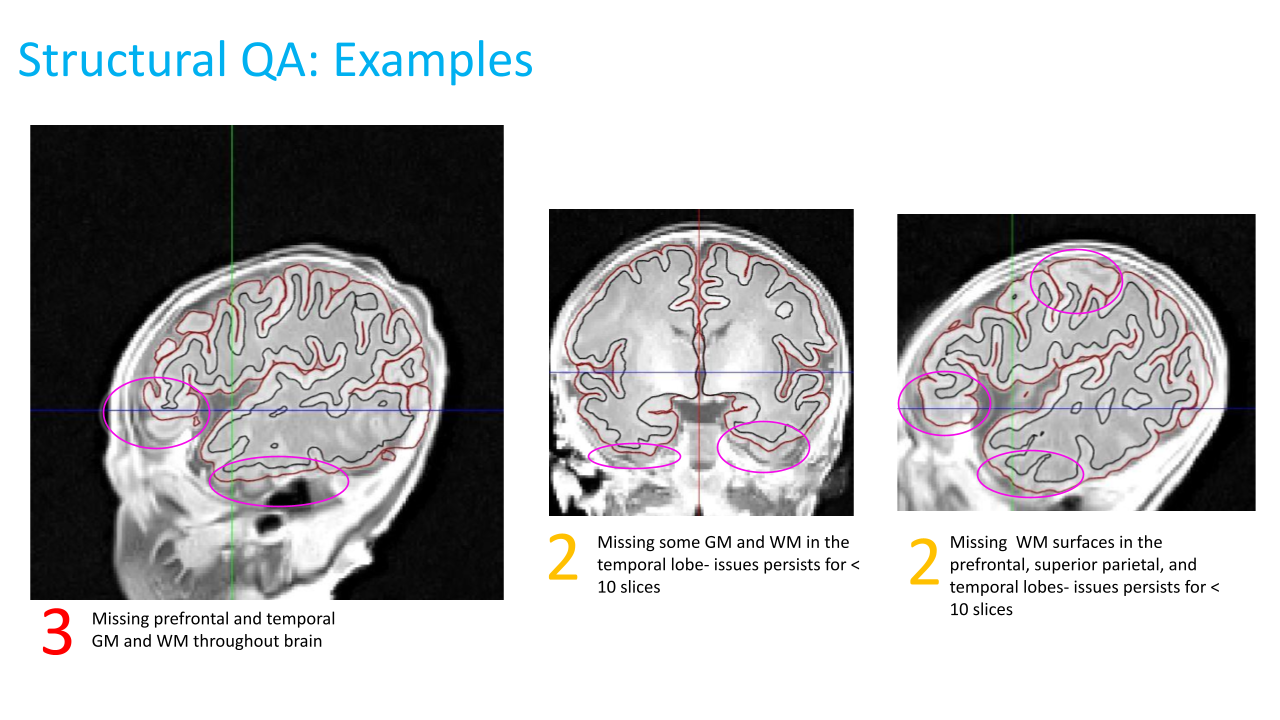 Structural QA: Examples
3
Missing prefrontal and temporal
GM and WM throughout brain
2
Missing some GM and WM in the
temporal lobe- issues persists for <
10 slices
2
Missing  WM surfaces in the
prefrontal, superior parietal, and
temporal lobes- issues persists for <
10 slices